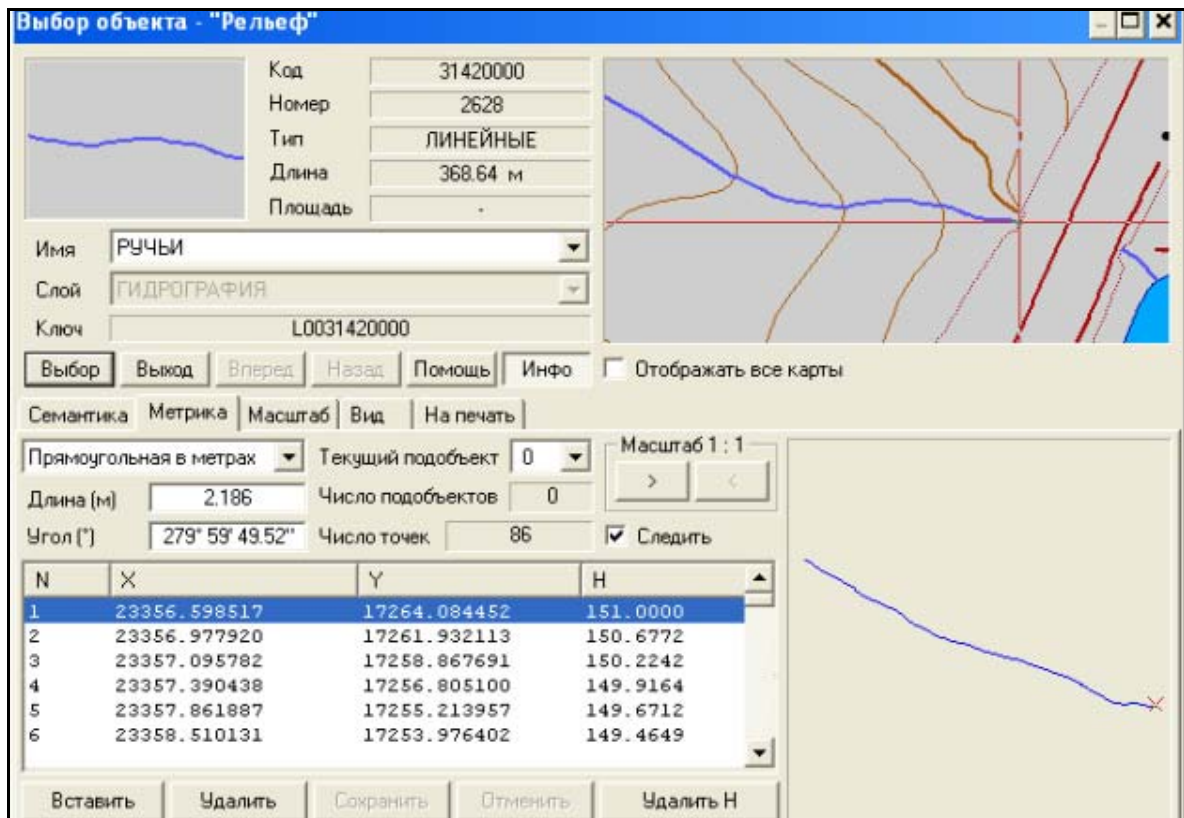 Выбор объекта - "Рельеф"
Код 31420000
Номер 2628
Тип ЛИНЕЙНЫЕ
Длина 368.64 м
Площадь -
Имя РУЧЬИ
Слой ГИДРОГРАФИЯ
Ключ L0031420000
Выбор Выход Вперед Назад Помощь Инфо Отображать все карты
Семантика Метрика Масштаб Вид На печать
Прямоугольная в метрах Текущий подобъект 0 Масштаб 1 : 1
Длина (м) 2.186 Число подобъектов 0 > <
Угол (°) 279° 59' 49.52" Число точек 86 Следить
N X Y H
1 23356.598517 17264.084452 151.0000
2 23356.977920 17261.932113 150.6772
3 23357.095782 17258.867691 150.2242
4 23357.390438 17256.805100 149.9164
5 23357.861887 17255.213957 149.6712
6 23358.510131 17253.976402 149.4649
Вставить Удалить Сохранить Отменить Удалить Н